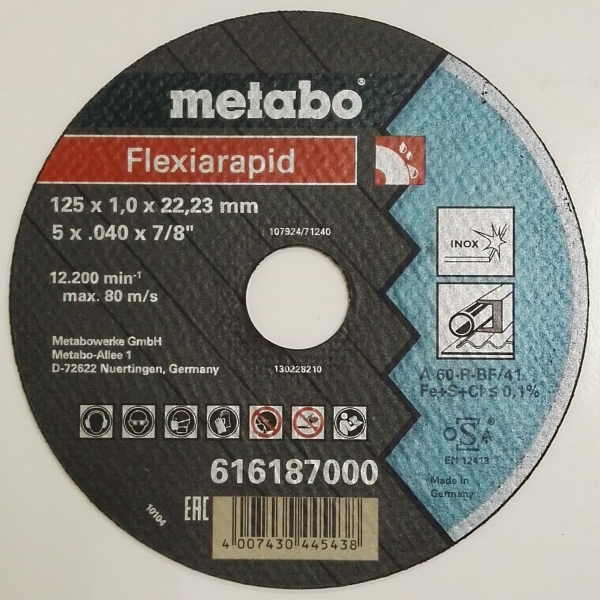 metabo®
Flexiarapid
125 x 1,0 x 22,23 mm
5 x .040 x 7/8"
107924/71240
12.200 min⁻¹
max. 80 m/s
INOX
Metabowerke GmbH
Metabo-Allee 1
D-72622 Nuertingen, Germany
130228210
A 60-R-BF/41
Fe+S+Cl ≤ 0,1%
oSa
EN 12413
616187000
Made in
Germany
10104
EAC
4 007430 445438